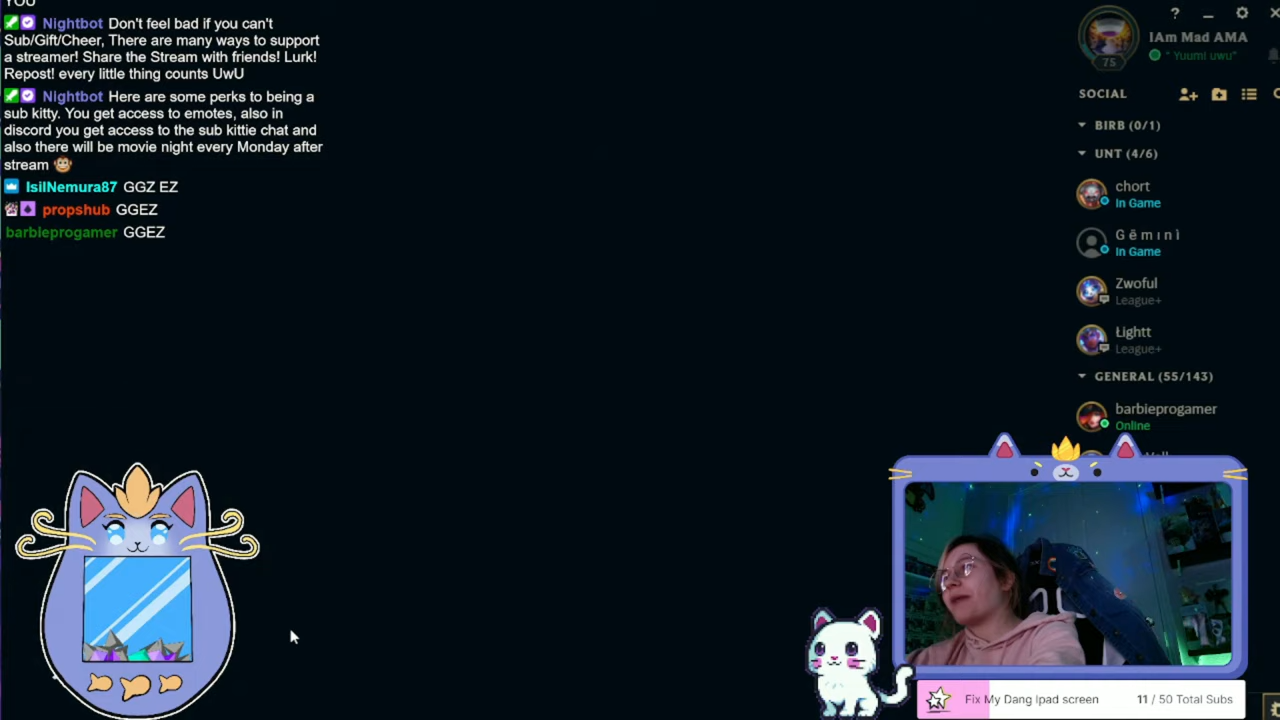 YOU
Nightbot Don't feel bad if you can't
Sub/Gift/Cheer, There are many ways to support
a streamer! Share the Stream with friends! Lurk!
Repost! every little thing counts UwU
Nightbot Here are some perks to being a
sub kitty. You get access to emotes, also in
discord you get access to the sub kittie chat and
also there will be movie night every Monday after
stream
IsilNemura87 GGZ EZ
propshub GGEZ
barbieprogamer GGEZ
?
IAm Mad AMA
" Yuumi uwu"
75
SOCIAL
BIRB (0/1)
UNT (4/6)
chort
In Game
G ë m ı n ì
In Game
Zwoful
League+
Łightt
League+
GENERAL (55/143)
barbieprogamer
Online
Fix My Dang Ipad screen 11 / 50 Total Subs